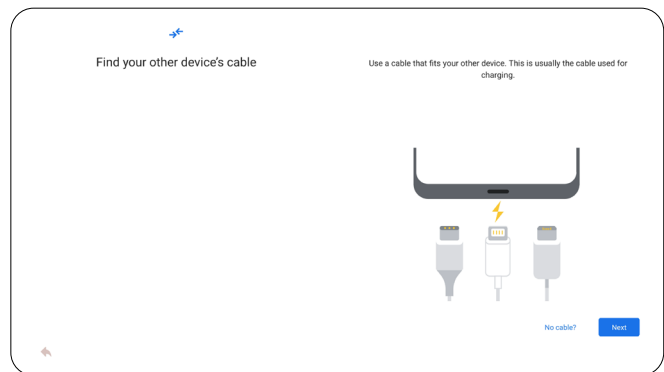 Find your other device's cable
Use a cable that fits your other device. This is usually the cable used for
charging.
No cable?
Next